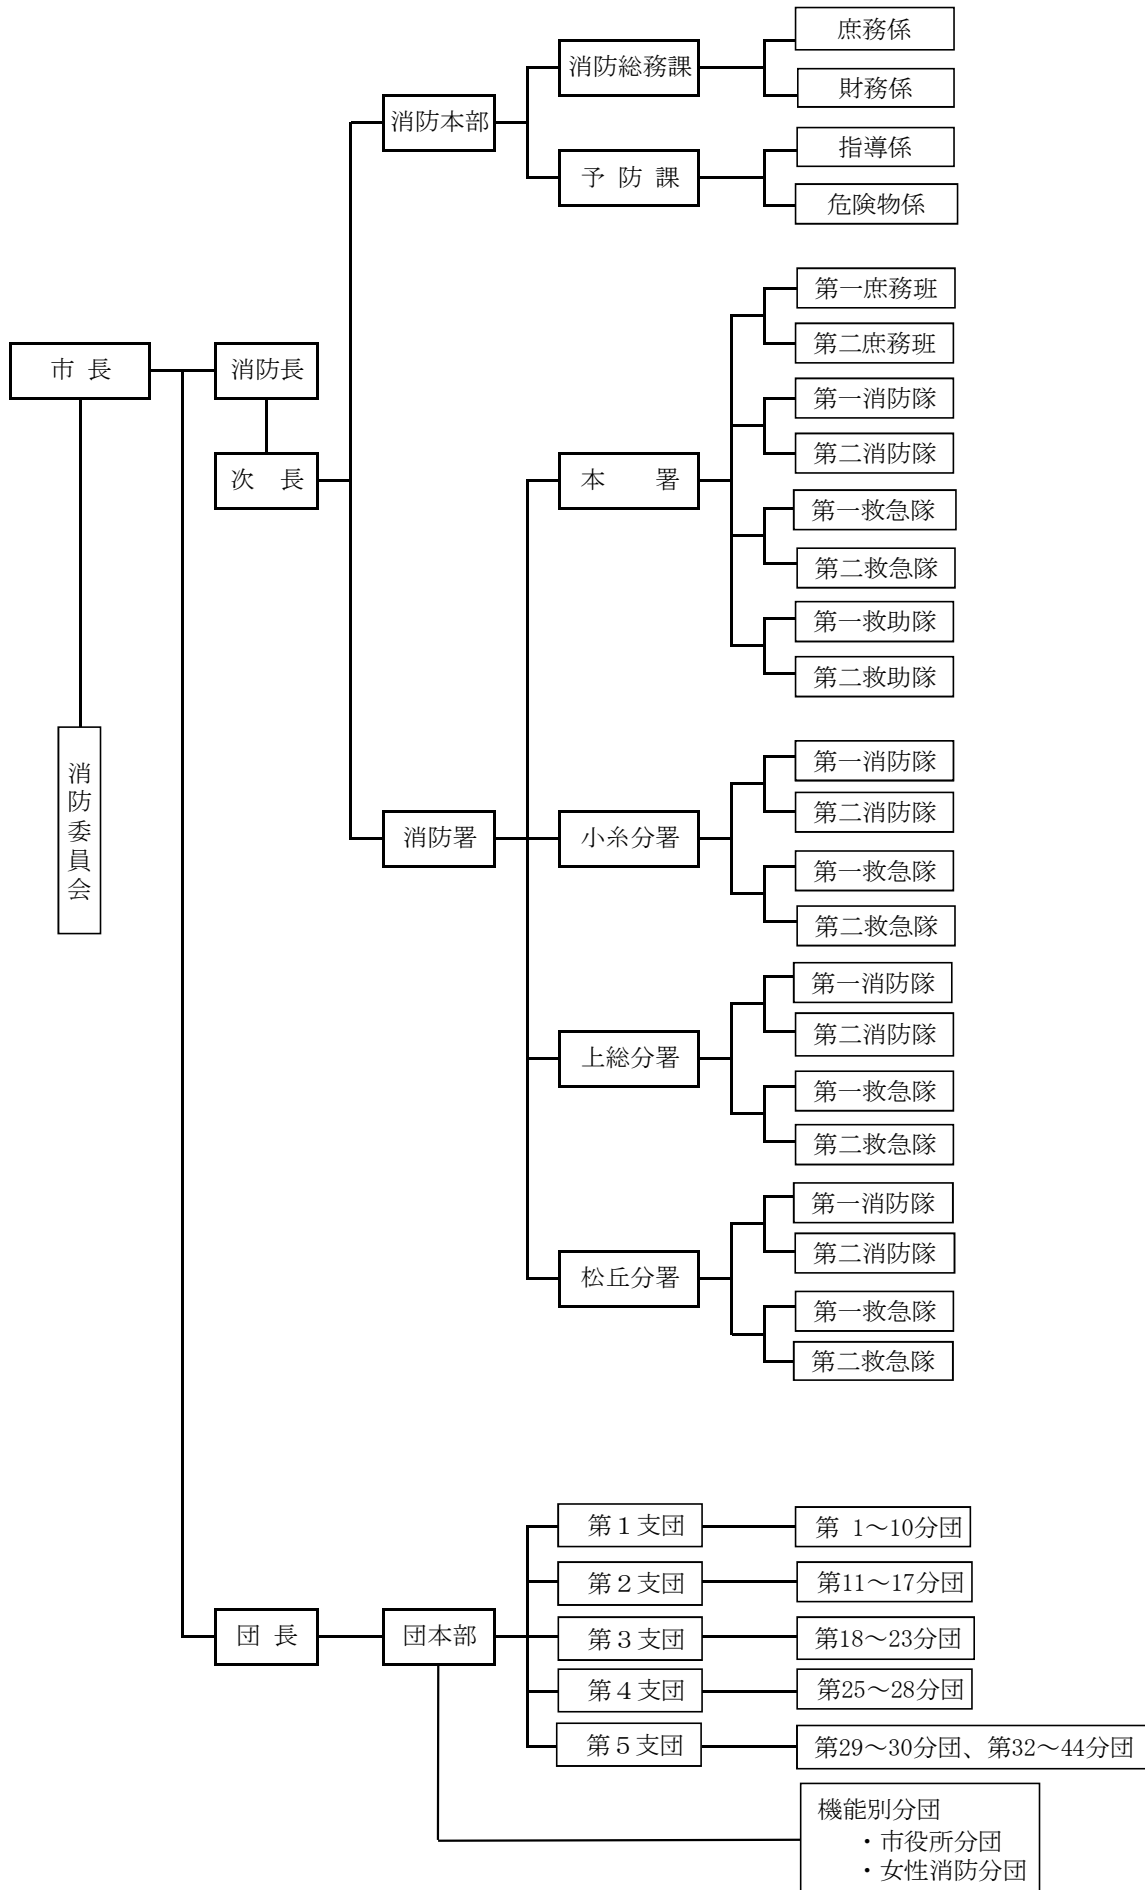 庶務係
消防総務課
財務係
消防本部
指導係
予 防 課
危険物係
第一庶務班
第二庶務班
市 長
消防長
第一消防隊
第二消防隊
次　長
本　　署
第一救急隊
第二救急隊
第一救助隊
第二救助隊
消防委員会
第一消防隊
第二消防隊
消防署
小糸分署
第一救急隊
第二救急隊
第一消防隊
第二消防隊
上総分署
第一救急隊
第二救急隊
第一消防隊
第二消防隊
松丘分署
第一救急隊
第二救急隊
第１支団
第 1～10分団
第２支団
第11～17分団
団 長
団本部
第３支団
第18～23分団
第４支団
第25～28分団
第５支団
第29～30分団、第32～44分団
機能別分団
・市役所分団
・女性消防分団